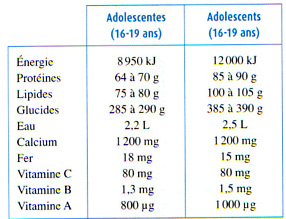 Adolescentes Adolescents
(16-19 ans) (16-19 ans)
Énergie 8 950 kJ 12 000 kJ
Protéines 64 à 70 g 85 à 90 g
Lipides 75 à 80 g 100 à 105 g
Glucides 285 à 290 g 385 à 390 g
Eau 2,2 L 2,5 L
Calcium 1 200 mg 1 200 mg
Fer 18 mg 15 mg
Vitamine C 80 mg 80 mg
Vitamine B 1,3 mg 1,5 mg
Vitamine A 800 µg 1 000 µg